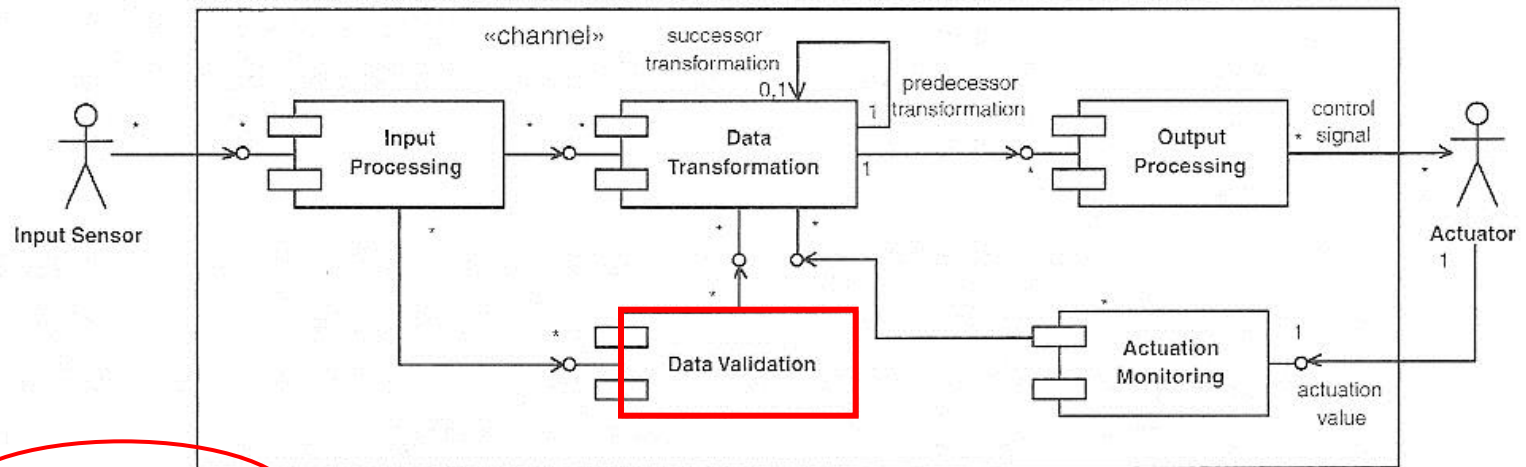 «channel»
successor
transformation
0,1
predecessor
transformation
1
*
*
Input
Processing
*
*
Data
Transformation
1
*
Output
Processing
control
* signal
*
Input Sensor
*
*
*
Actuator
1
*
*
*
Data Validation
Actuation
Monitoring
1
actuation
value